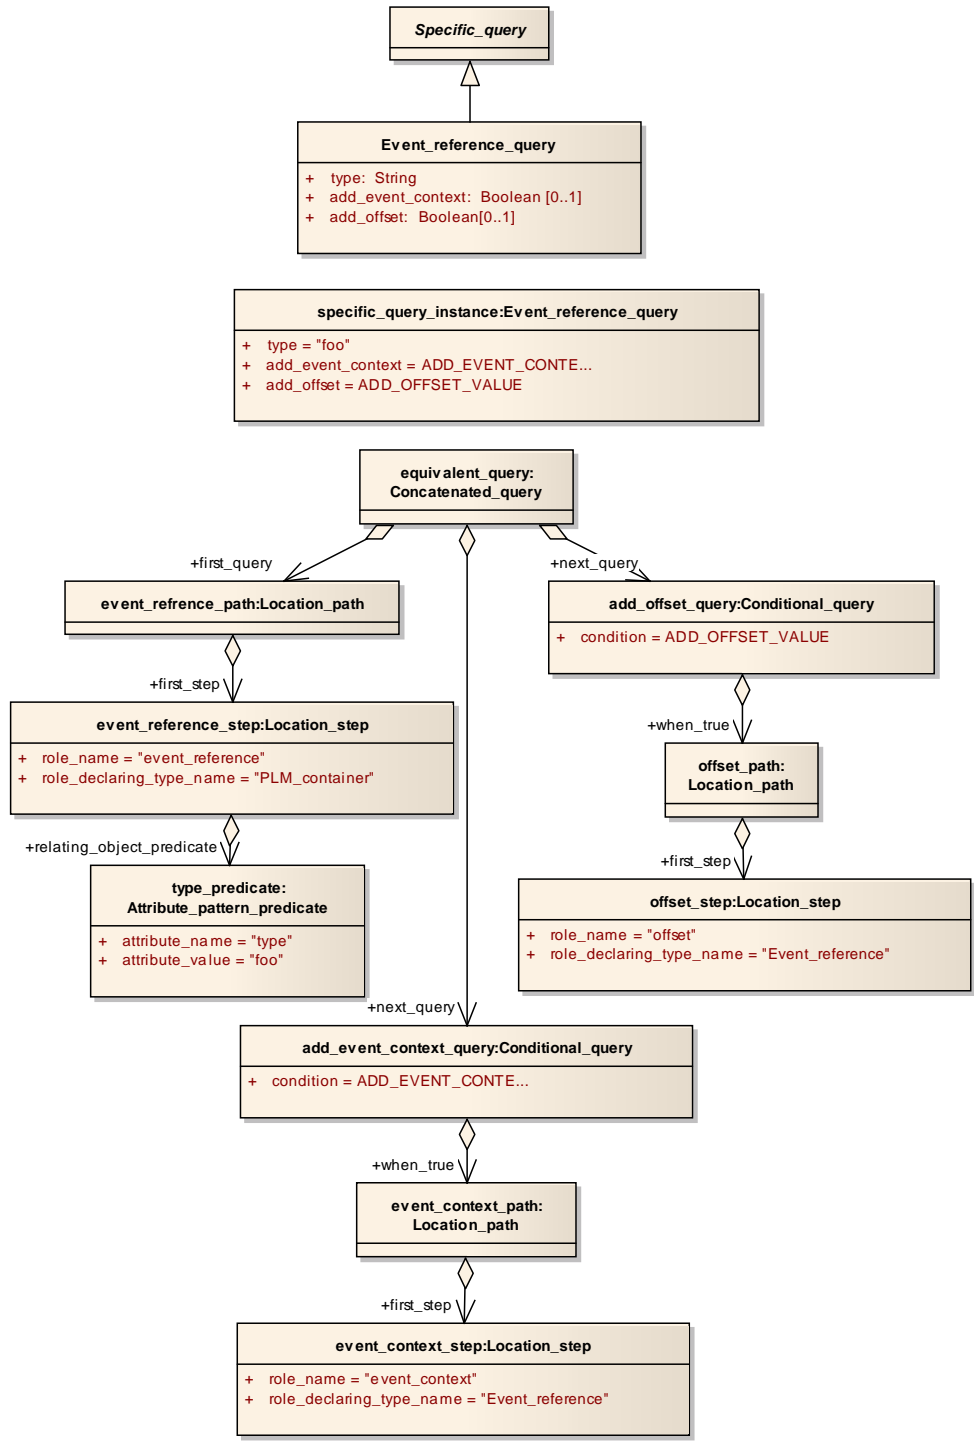 Specific_query
Event_reference_query
+ type: String
+ add_event_context: Boolean [0..1]
+ add_offset: Boolean[0..1]
specific_query_instance:Event_reference_query
+ type = "foo"
+ add_event_context = ADD_EVENT_CONTE...
+ add_offset = ADD_OFFSET_VALUE
equivalent_query:
Concatenated_query
+first_query
+next_query
event_refrence_path:Location_path
add_offset_query:Conditional_query
+ condition = ADD_OFFSET_VALUE
+first_step
+when_true
event_reference_step:Location_step
+ role_name = "event_reference"
+ role_declaring_type_name = "PLM_container"
offset_path:
Location_path
+relating_object_predicate
+first_step
type_predicate:
Attribute_pattern_predicate
+ attribute_name = "type"
+ attribute_value = "foo"
offset_step:Location_step
+ role_name = "offset"
+ role_declaring_type_name = "Event_reference"
+next_query
add_event_context_query:Conditional_query
+ condition = ADD_EVENT_CONTE...
+when_true
event_context_path:
Location_path
+first_step
event_context_step:Location_step
+ role_name = "event_context"
+ role_declaring_type_name = "Event_reference"